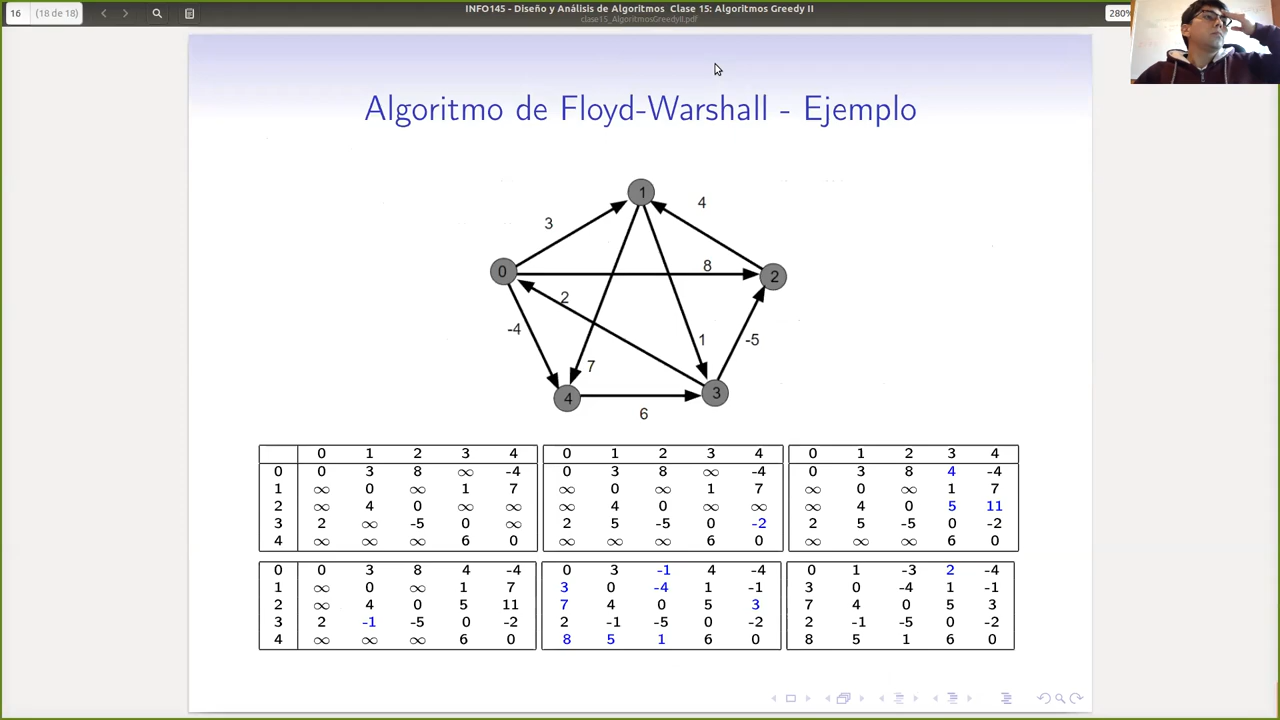 16 (18 de 18) INFO145 - Diseño y Análisis de Algoritmos Clase 15: Algoritmos Greedy II 280%
clase15_AlgoritmosGreedyII.pdf
Algoritmo de Floyd-Warshall - Ejemplo
1
3
4
0
8
2
2
-4
1
-5
7
4
3
6
0 1 2 3 4
0 0 3 8 ∞ -4
1 ∞ 0 ∞ 1 7
2 ∞ 4 0 ∞ ∞
3 2 ∞ -5 0 ∞
4 ∞ ∞ ∞ 6 0
0 1 2 3 4
0 3 8 ∞ -4
∞ 0 ∞ 1 7
∞ 4 0 ∞ ∞
2 5 -5 0 -2
∞ ∞ ∞ 6 0
0 1 2 3 4
0 3 8 4 -4
∞ 0 ∞ 1 7
∞ 4 0 5 11
2 5 -5 0 -2
∞ ∞ ∞ 6 0
0 0 3 8 4 -4
1 ∞ 0 ∞ 1 7
2 ∞ 4 0 5 11
3 2 -1 -5 0 -2
4 ∞ ∞ ∞ 6 0
0 3 -1 4 -4
3 0 -4 1 -1
7 4 0 5 3
2 -1 -5 0 -2
8 5 1 6 0
0 1 -3 2 -4
3 0 -4 1 -1
7 4 0 5 3
2 -1 -5 0 -2
8 5 1 6 0